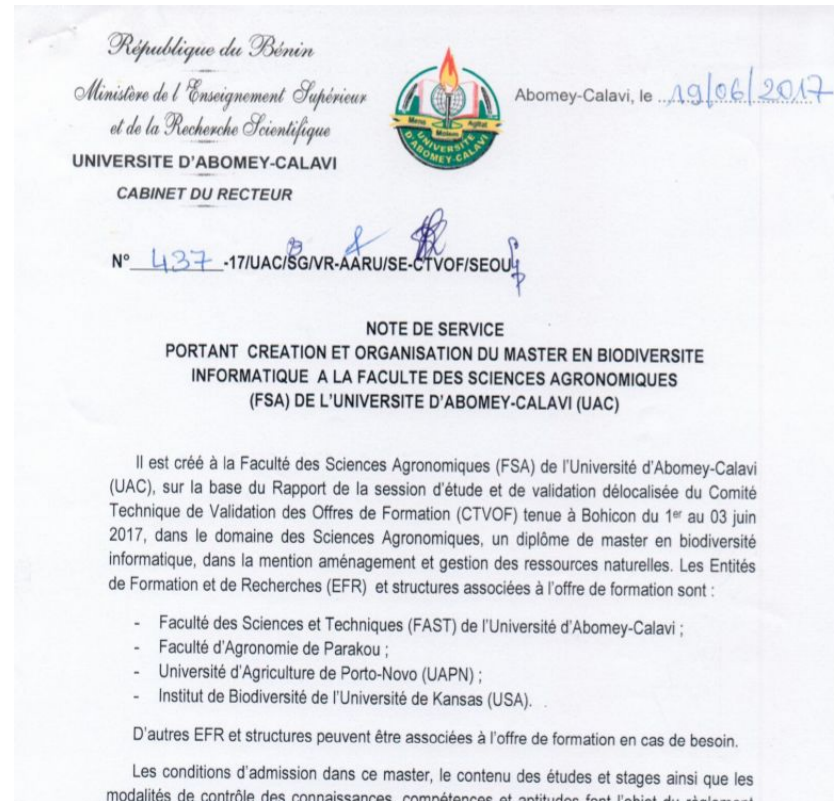 République du Bénin
Ministère de l'Enseignement Supérieur
et de la Recherche Scientifique
UNIVERSITE D'ABOMEY-CALAVI
CABINET DU RECTEUR
Mens Molem Agitat
UNIVERSITE
D'ABOMEY-CALAVI
Abomey-Calavi, le 19/06/2017
N° 437-17/UAC/SG/VR-AARU/SE-CTVOF/SEOU
NOTE DE SERVICE
PORTANT CREATION ET ORGANISATION DU MASTER EN BIODIVERSITE
INFORMATIQUE A LA FACULTE DES SCIENCES AGRONOMIQUES
(FSA) DE L'UNIVERSITE D'ABOMEY-CALAVI (UAC)
Il est créé à la Faculté des Sciences Agronomiques (FSA) de l'Université d'Abomey-Calavi
(UAC), sur la base du Rapport de la session d'étude et de validation délocalisée du Comité
Technique de Validation des Offres de Formation (CTVOF) tenue à Bohicon du 1er au 03 juin
2017, dans le domaine des Sciences Agronomiques, un diplôme de master en biodiversité
informatique, dans la mention aménagement et gestion des ressources naturelles. Les Entités
de Formation et de Recherches (EFR) et structures associées à l'offre de formation sont :
- Faculté des Sciences et Techniques (FAST) de l'Université d'Abomey-Calavi ;
- Faculté d'Agronomie de Parakou ;
- Université d'Agriculture de Porto-Novo (UAPN) ;
- Institut de Biodiversité de l'Université de Kansas (USA).
D'autres EFR et structures peuvent être associées à l'offre de formation en cas de besoin.
Les conditions d'admission dans ce master, le contenu des études et stages ainsi que les
modalités de contrôle des connaissances, compétences et aptitudes font l'objet du règlement